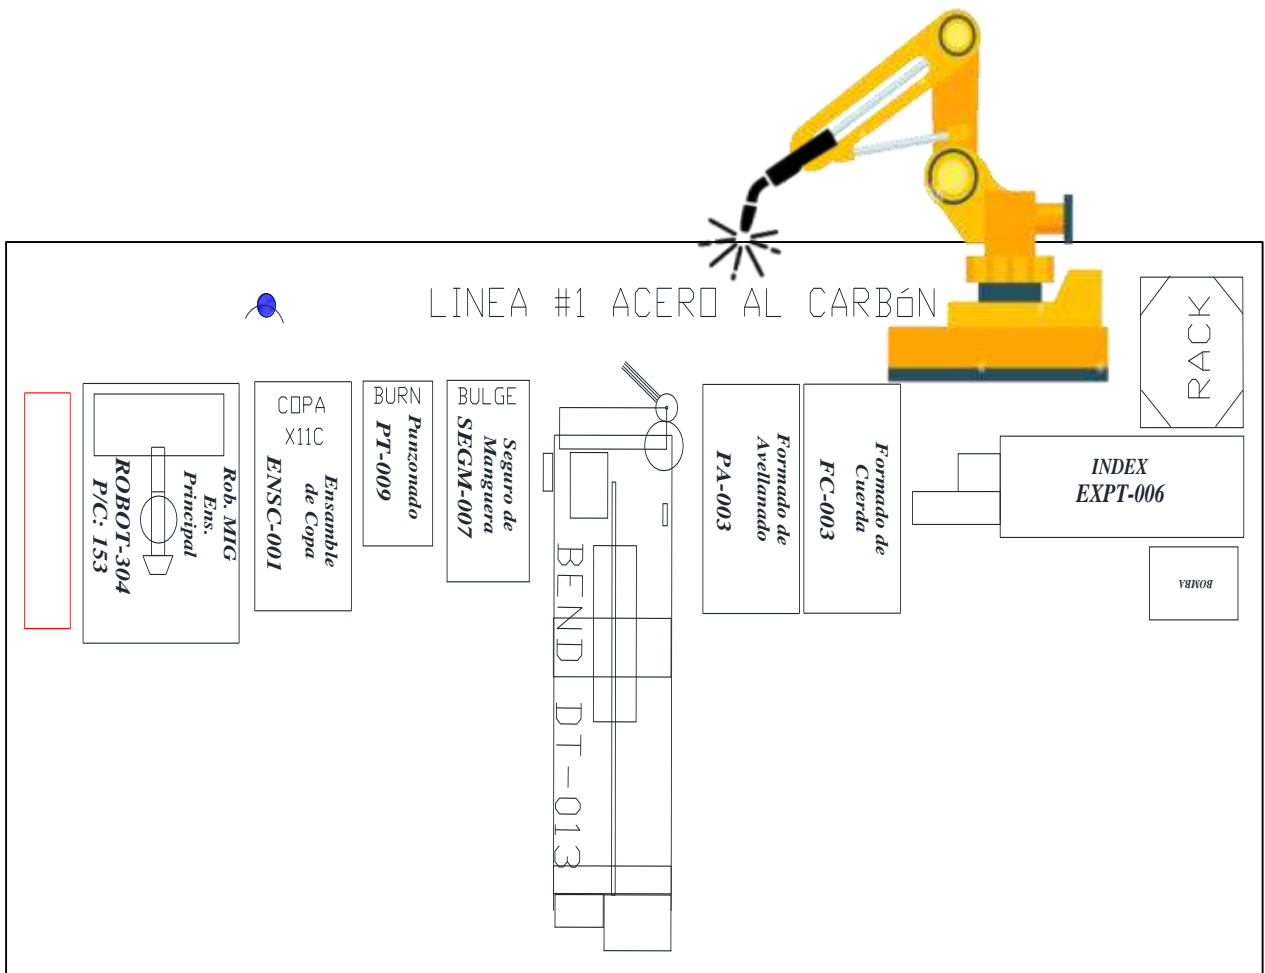 LINEA #1 ACERO AL CARBóN
RACK
Rob. MIG
Ens.
Principal
ROBOT-304
P/C: 153
COPA
X11C
Ensamble
de Copa
ENSC-001
BURN
Punzonado
PT-009
BULGE
Seguro de
Manguera
SEGM-007
BEND DT-013
Formado de
Avellanado
PA-003
Formado de
Cuerda
FC-003
INDEX
EXPT-006
BOMBA